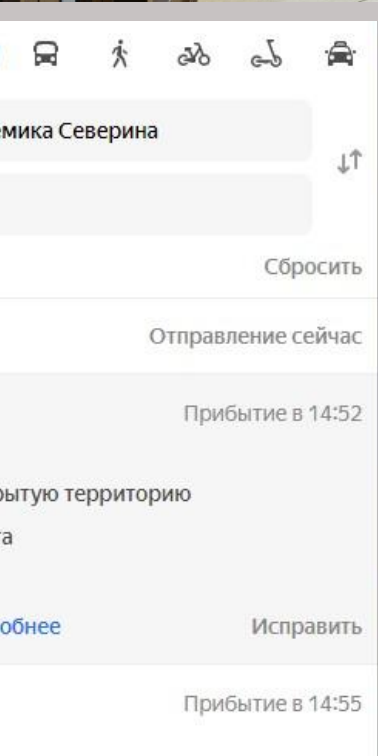 емика Северина
Сбросить
Отправление сейчас
Прибытие в 14:52
рытую территорию
та
обнее
Исправить
Прибытие в 14:55